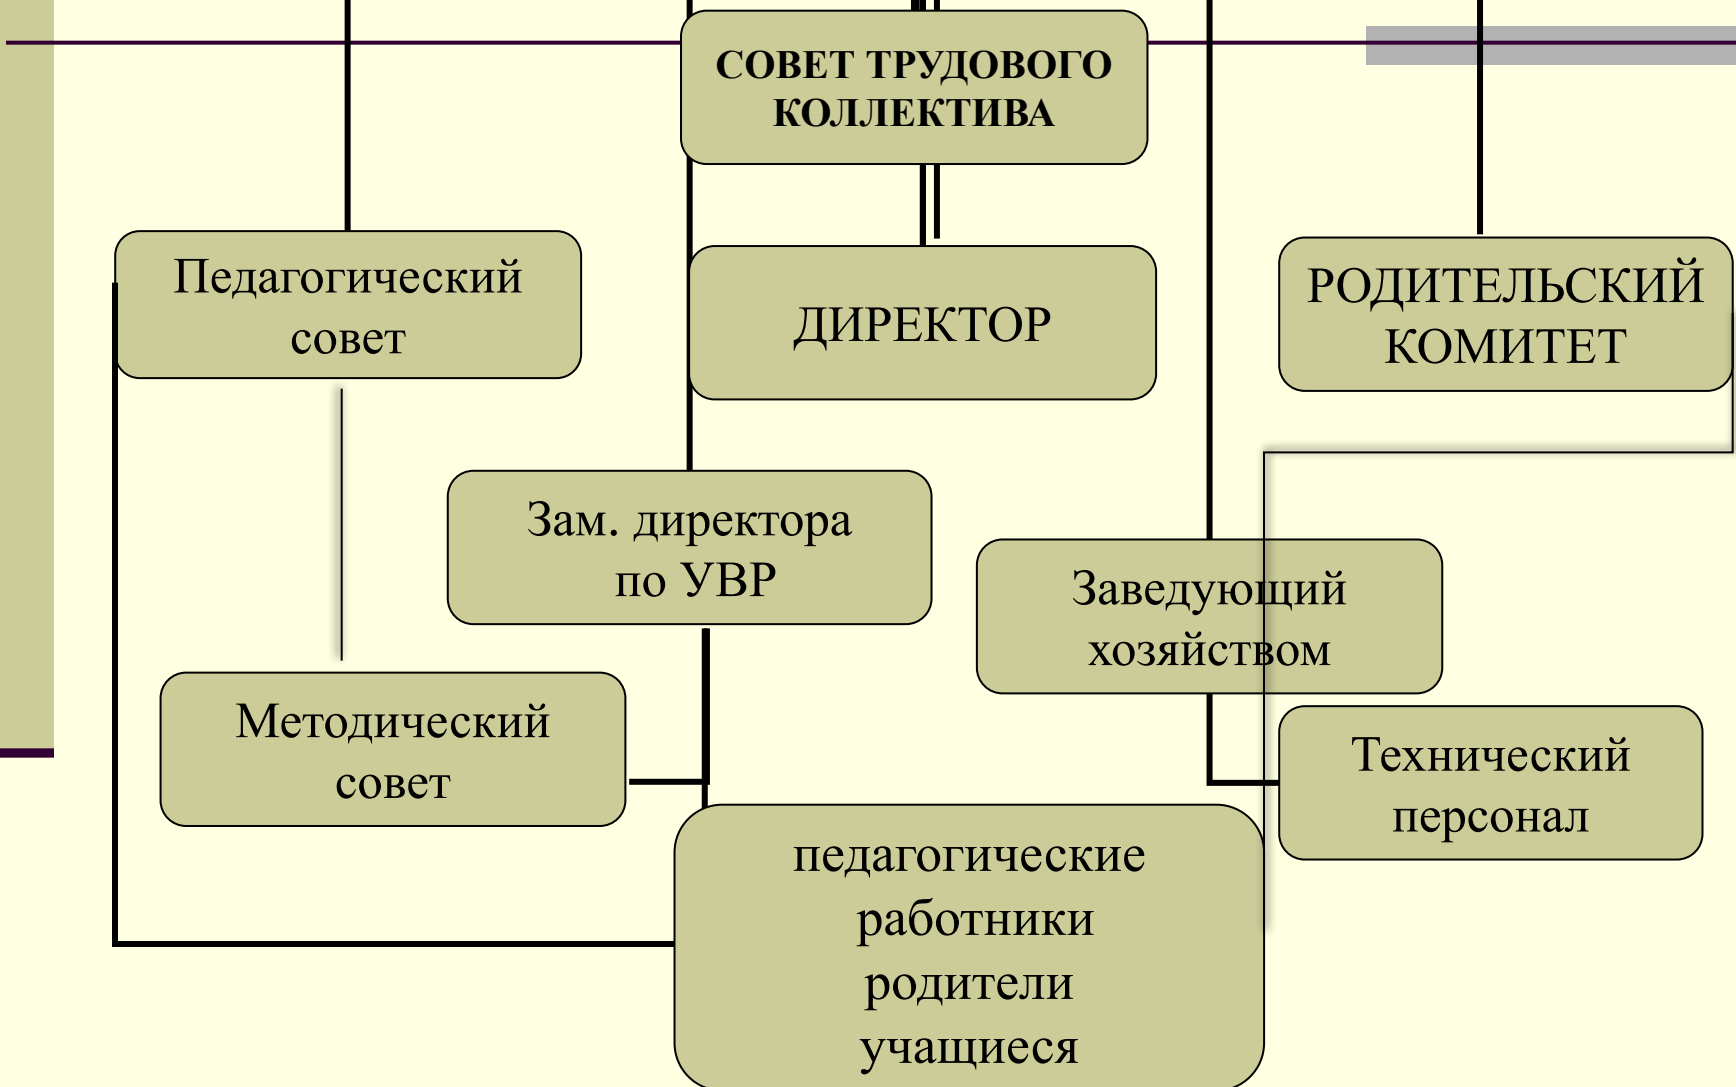 СОВЕТ ТРУДОВОГО
КОЛЛЕКТИВА
Педагогический
совет
ДИРЕКТОР
РОДИТЕЛЬСКИЙ
КОМИТЕТ
Зам. директора
по УВР
Заведующий
хозяйством
Методический
совет
Технический
персонал
педагогические
работники
родители
учащиеся